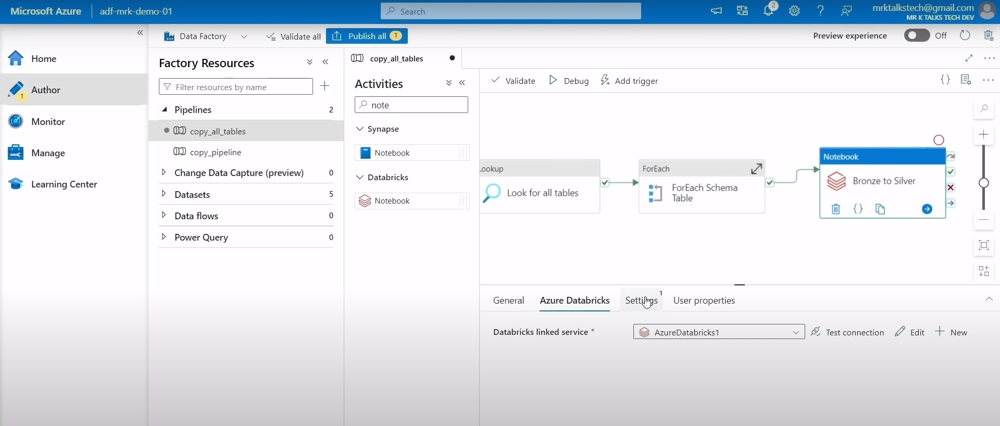 Microsoft Azure
adf-mrk-demo-01
Search
2
mrktalkstech@gmail.com
MR K TALKS TECH DEV
Data Factory
Validate all
Publish all 1
Preview experience
Off
Home
Author
1
Monitor
Manage
Learning Center
Factory Resources
Filter resources by name
Pipelines 2
copy_all_tables
copy_pipeline
Change Data Capture (preview) 0
Datasets 5
Data flows 0
Power Query 0
copy_all_tables
Activities
note
Synapse
Notebook
Databricks
Notebook
Validate
Debug
Add trigger
Lookup
Look for all tables
ForEach
ForEach Schema
Table
Notebook
Bronze to Silver
General
Azure Databricks
Settings 1
User properties
Databricks linked service *
AzureDatabricks1
Test connection
Edit
New